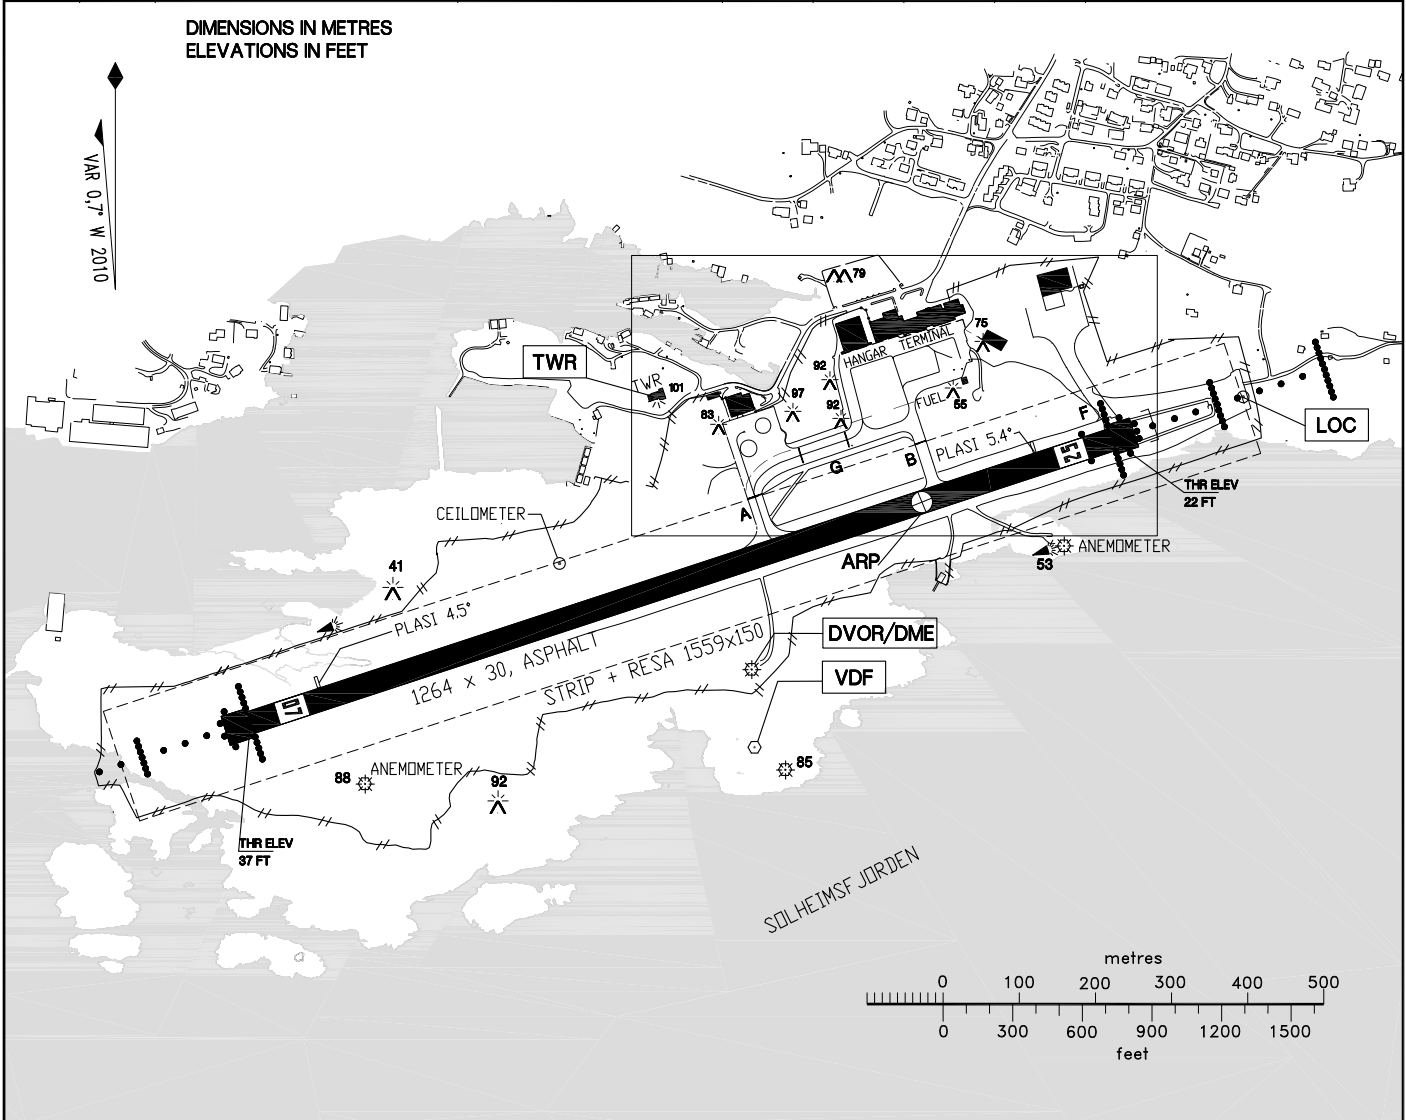 DIMENSIONS IN METRES
ELEVATIONS IN FEET
VAR 0,7° W 2010
79
75
HANGAR TERMINAL
TWR
TWR
101
92
97
92
83
FUEL
65
F
LOC
PLASI 5.4°
25
G
B
A
THR ELEV
22 FT
CEILOMETER
ARP
ANEMOMETER
53
41
PLASI 4.5°
DVOR/DME
VDF
1264 x 30, ASPHALT
STRIP + RESA 1559x150
07
88
ANEMOMETER
92
85
THR ELEV
37 FT
SOLHEIMSFJORDEN
metres
0 100 200 300 400 500
0 300 600 900 1200 1500
feet